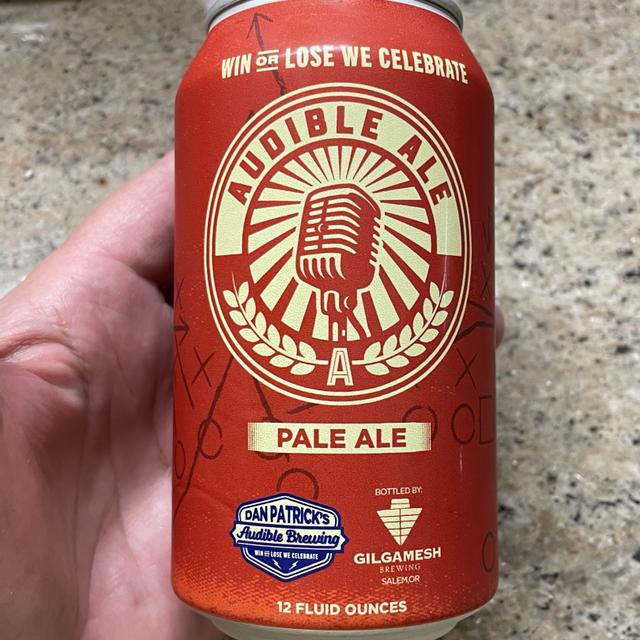 WIN OR LOSE WE CELEBRATE
AUDIBLE ALE
A
PALE ALE
DAN PATRICK'S
Audible Brewing
WIN OR LOSE WE CELEBRATE
BOTTLED BY:
GILGAMESH
BREWING
SALEM,OR
12 FLUID OUNCES